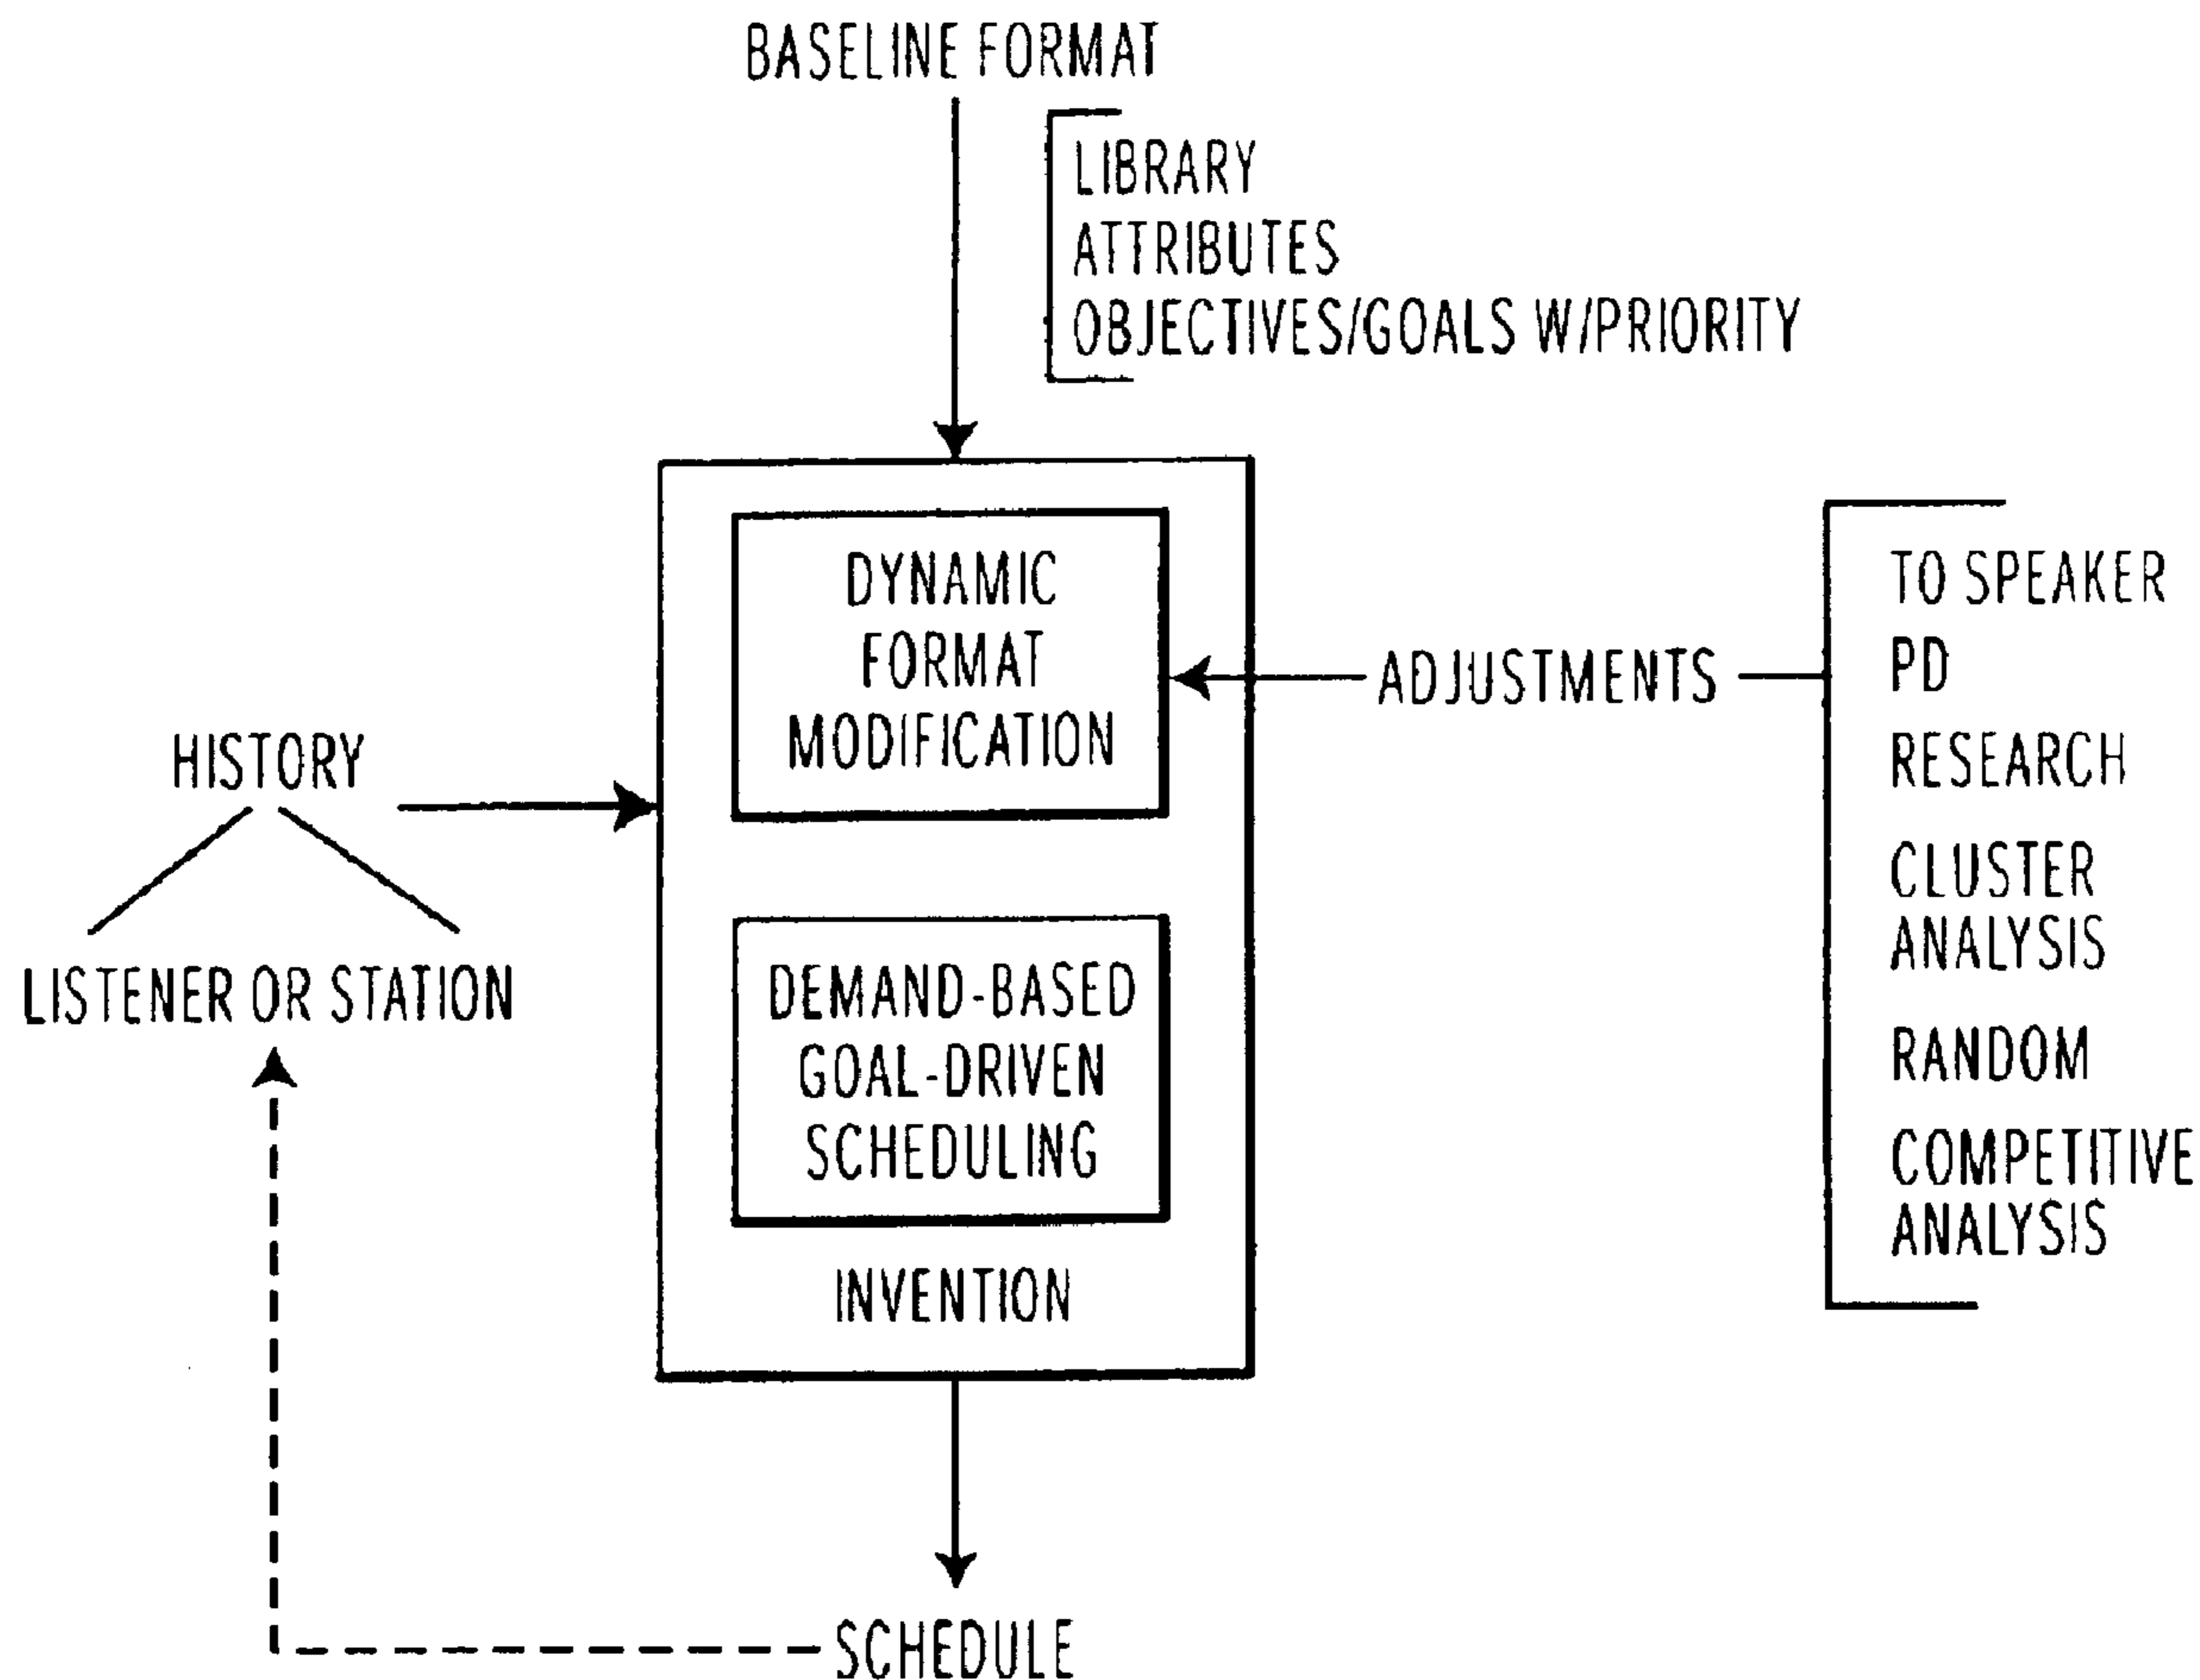 BASELINE FORMAT
LIBRARY
ATTRIBUTES
OBJECTIVES/GOALS W/PRIORITY
DYNAMIC
FORMAT
MODIFICATION
ADJUSTMENTS
TO SPEAKER
PD
RESEARCH
CLUSTER
ANALYSIS
RANDOM
COMPETITIVE
ANALYSIS
HISTORY
LISTENER OR STATION
DEMAND-BASED
GOAL-DRIVEN
SCHEDULING
INVENTION
SCHEDULE